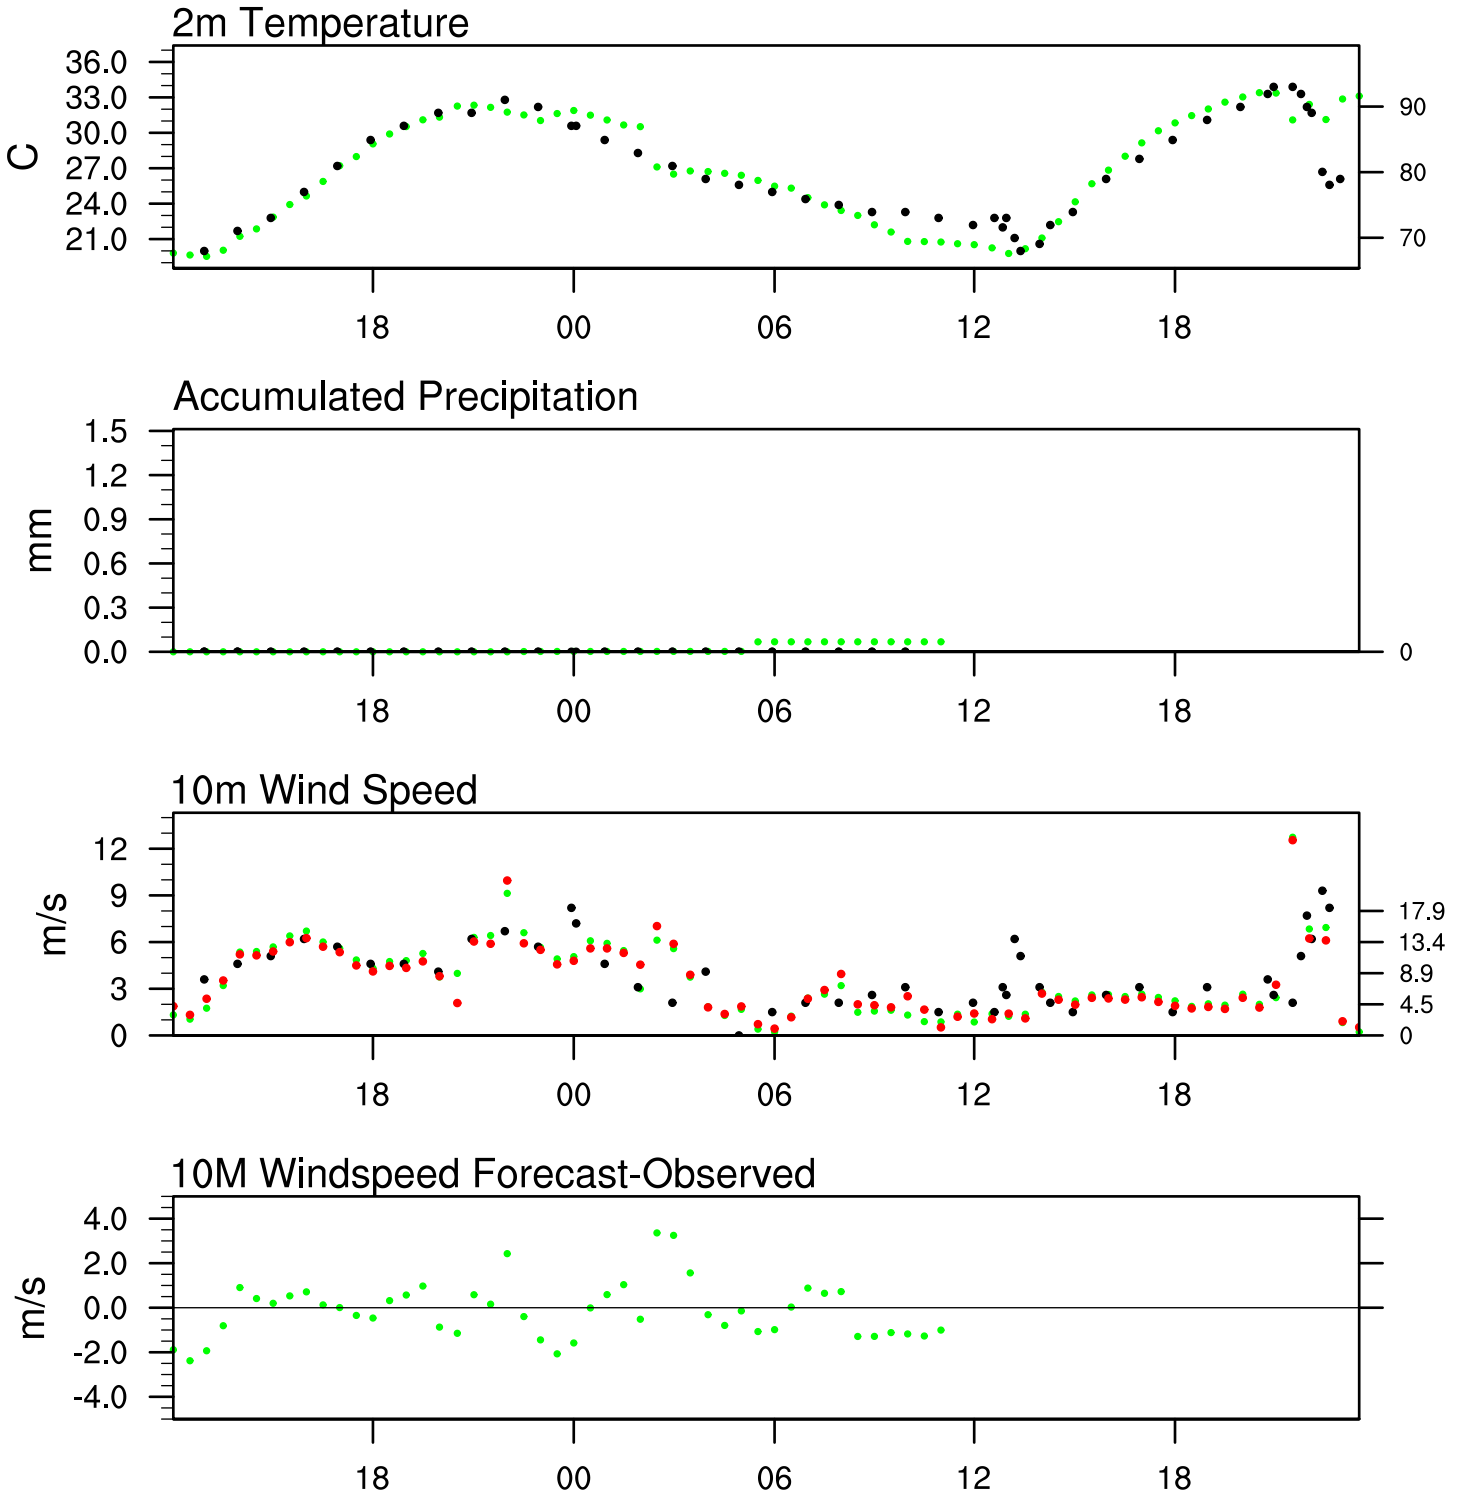 2m Temperature
36.0
33.0
30.0
27.0
24.0
21.0
C
90
80
70
18 00 06 12 18
Accumulated Precipitation
1.5
1.2
0.9
0.6
0.3
0.0
mm
0
18 00 06 12 18
10m Wind Speed
12
9
6
3
0
m/s
17.9
13.4
8.9
4.5
0
18 00 06 12 18
10M Windspeed Forecast-Observed
4.0
2.0
0.0
-2.0
-4.0
m/s
18 00 06 12 18